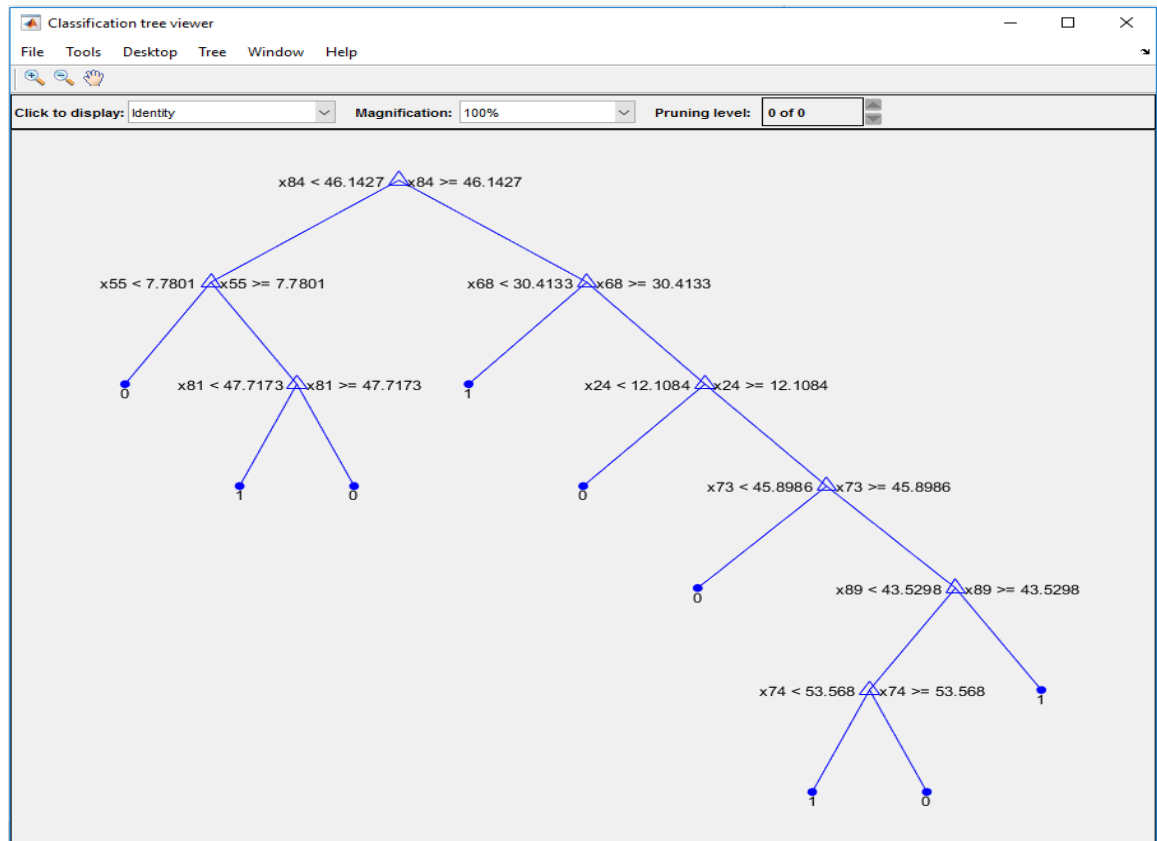 Classification tree viewer
File Tools Desktop Tree Window Help
Click to display: Identity Magnification: 100% Pruning level: 0 of 0
x84 < 46.1427 x84 >= 46.1427
x55 < 7.7801 x55 >= 7.7801 x68 < 30.4133 x68 >= 30.4133
0 x81 < 47.7173 x81 >= 47.7173 1 x24 < 12.1084 x24 >= 12.1084
1 0 0 x73 < 45.8986 x73 >= 45.8986
0 x89 < 43.5298 x89 >= 43.5298
x74 < 53.568 x74 >= 53.568 1
1 0